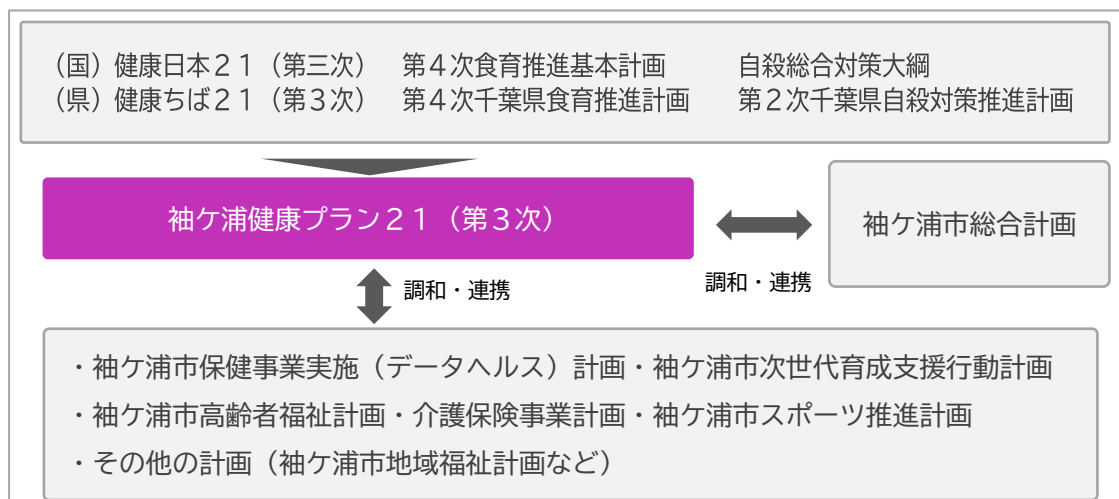 （国）健康日本２１（第三次）　第４次食育推進基本計画　　　自殺総合対策大綱
（県）健康ちば２１（第３次）　第４次千葉県食育推進計画　　第２次千葉県自殺対策推進計画
袖ケ浦健康プラン２１（第３次）
袖ケ浦市総合計画
調和・連携
調和・連携
・袖ケ浦市保健事業実施（データヘルス）計画・袖ケ浦市次世代育成支援行動計画
・袖ケ浦市高齢者福祉計画・介護保険事業計画・袖ケ浦市スポーツ推進計画
・その他の計画（袖ケ浦市地域福祉計画など）